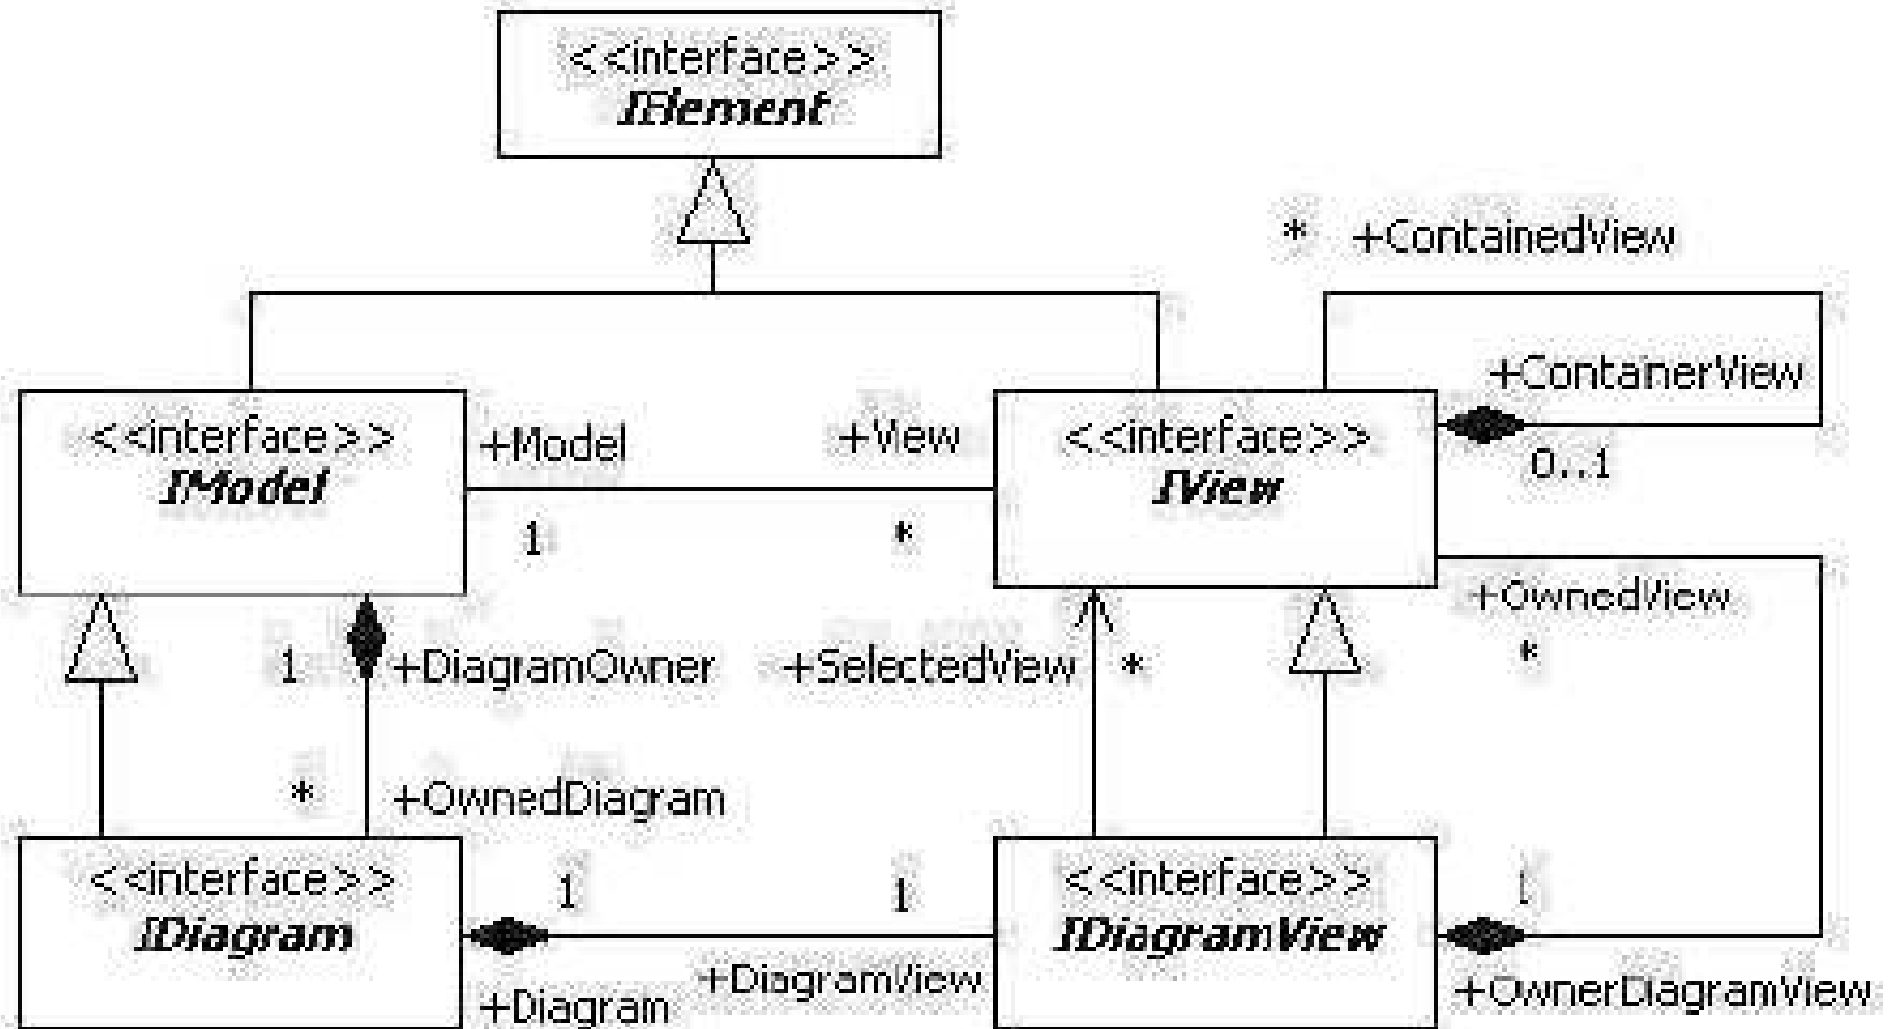 <<interface>>
IElement
* +ContainedView
+ContainerView
<<interface>>
IModel
+Model
+View
<<interface>>
IView
0..1
1
*
+OwnedView
*
1
+DiagramOwner
+SelectedView
*
*
+OwnedDiagram
<<interface>>
IDiagram
1
1
<<interface>>
IDiagramView
1
+DiagramView
+Diagram
+OwnerDiagramView